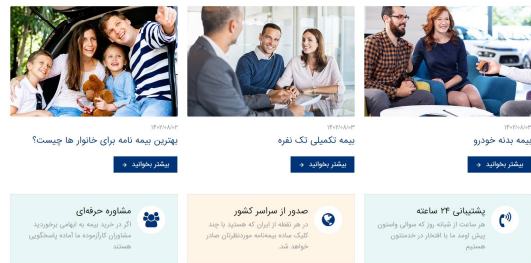 ۱۴۰۲/۰۸/۰۳
بیمه بدنه خودرو
بیشتر بخوانید
۱۴۰۲/۰۸/۰۳
بیمه تکمیلی تک نفره
بیشتر بخوانید
۱۴۰۲/۰۸/۰۳
بهترین بیمه نامه برای خانوار ها چیست؟
بیشتر بخوانید
پشتیبانی ۲۴ ساعته
هر ساعت از شبانه روز که سوالی واستون
پیش اومد ما با افتخار در خدمتتون
هستیم
صدور از سراسر کشور
در هر نقطه از ایران که هستید با چند
کلیک ساده بیمه‌نامه موردنظرتان صادر
خواهد شد.
مشاوره حرفه‌ای
اگر در خرید بیمه به ابهامی برخوردید
مشاوران کارآزموده ما آماده پاسخگویی
هستند